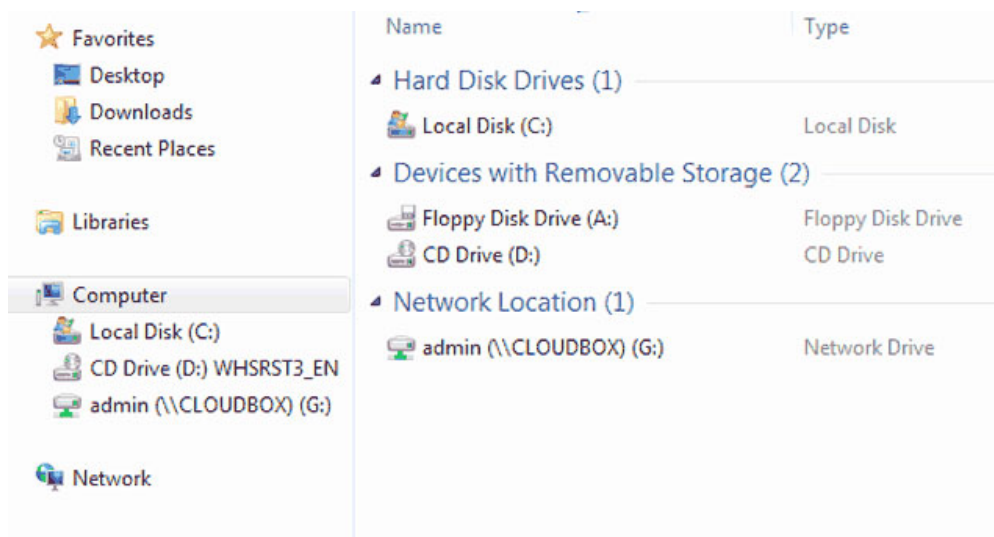 Favorites
Desktop
Downloads
Recent Places
Libraries
Computer
Local Disk (C:)
CD Drive (D:) WHSRST3_EN
admin (\\CLOUDBOX) (G:)
Network
Name Type
Hard Disk Drives (1)
Local Disk (C:) Local Disk
Devices with Removable Storage (2)
Floppy Disk Drive (A:) Floppy Disk Drive
CD Drive (D:) CD Drive
Network Location (1)
admin (\\CLOUDBOX) (G:) Network Drive